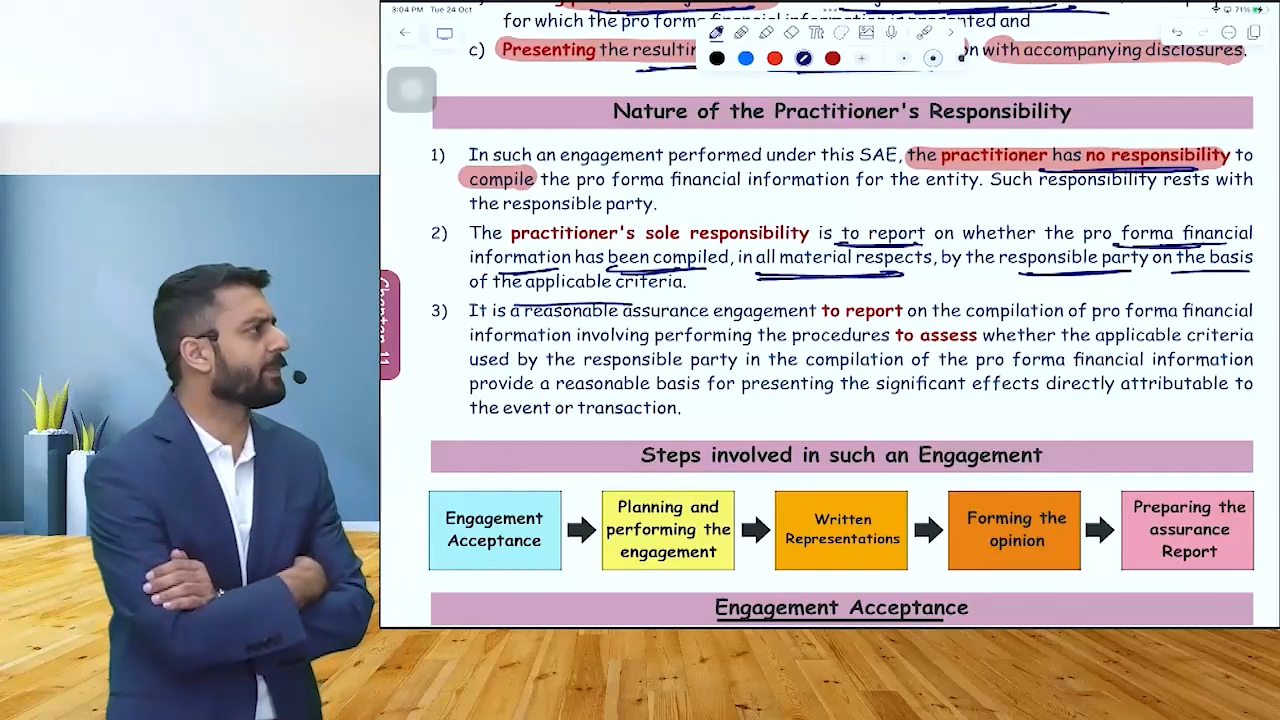 3:04 PM Tue 24 Oct
71%
for which the pro forma financial information is presented and
c) Presenting the resultin with accompanying disclosures.
Nature of the Practitioner's Responsibility
1) In such an engagement performed under this SAE, the practitioner has no responsibility to
compile the pro forma financial information for the entity. Such responsibility rests with
the responsible party.
2) The practitioner's sole responsibility is to report on whether the pro forma financial
information has been compiled, in all material respects, by the responsible party on the basis
of the applicable criteria.
3) It is a reasonable assurance engagement to report on the compilation of pro forma financial
information involving performing the procedures to assess whether the applicable criteria
used by the responsible party in the compilation of the pro forma financial information
provide a reasonable basis for presenting the significant effects directly attributable to
the event or transaction.
Chapter 11
Steps involved in such an Engagement
Engagement
Acceptance
Planning and
performing the
engagement
Written
Representations
Forming the
opinion
Preparing the
assurance
Report
Engagement Acceptance